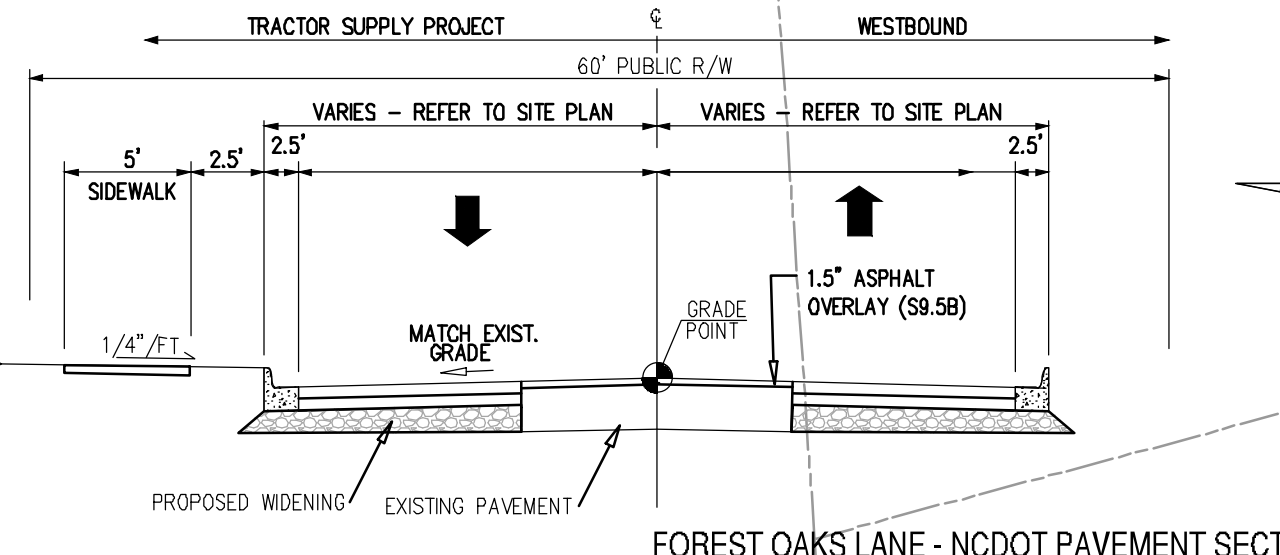 ℄
TRACTOR SUPPLY PROJECT
WESTBOUND
60' PUBLIC R/W
VARIES – REFER TO SITE PLAN
VARIES – REFER TO SITE PLAN
5'
2.5'
2.5'
2.5'
SIDEWALK
1.5" ASPHALT
OVERLAY (S9.5B)
GRADE
POINT
MATCH EXIST.
GRADE
1/4"/FT
PROPOSED WIDENING
EXISTING PAVEMENT
FOREST OAKS LANE - NCDOT PAVEMENT SECT